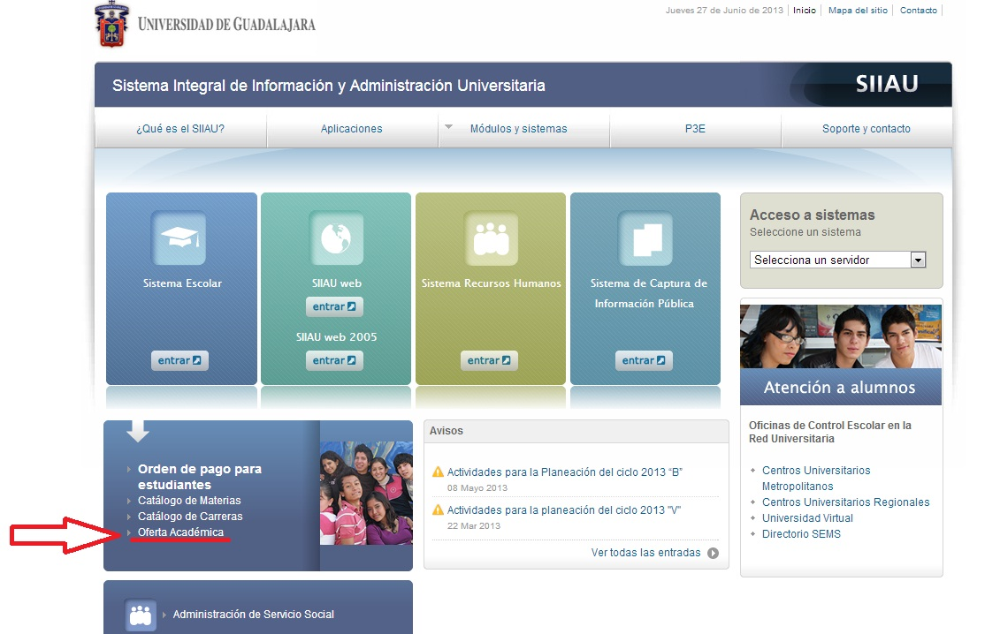 Universidad de Guadalajara
Jueves 27 de Junio de 2013 Inicio Mapa del sitio Contacto
Sistema Integral de Información y Administración Universitaria
SIIAU
¿Qué es el SIIAU? Aplicaciones Módulos y sistemas P3E Soporte y contacto
Sistema Escolar
entrar
SIIAU web
entrar
SIIAU web 2005
entrar
Sistema Recursos Humanos
entrar
Sistema de Captura de
Información Pública
entrar
Acceso a sistemas
Seleccione un sistema
Selecciona un servidor
Atención a alumnos
Oficinas de Control Escolar en la
Red Universitaria
Centros Universitarios
Metropolitanos
Centros Universitarios Regionales
Universidad Virtual
Directorio SEMS
Orden de pago para
estudiantes
Catálogo de Materias
Catálogo de Carreras
Oferta Académica
Avisos
Actividades para la Planeación del ciclo 2013 “B”
08 Mayo 2013
Actividades para la planeación del ciclo 2013 "V"
22 Mar 2013
Ver todas las entradas
Administración de Servicio Social